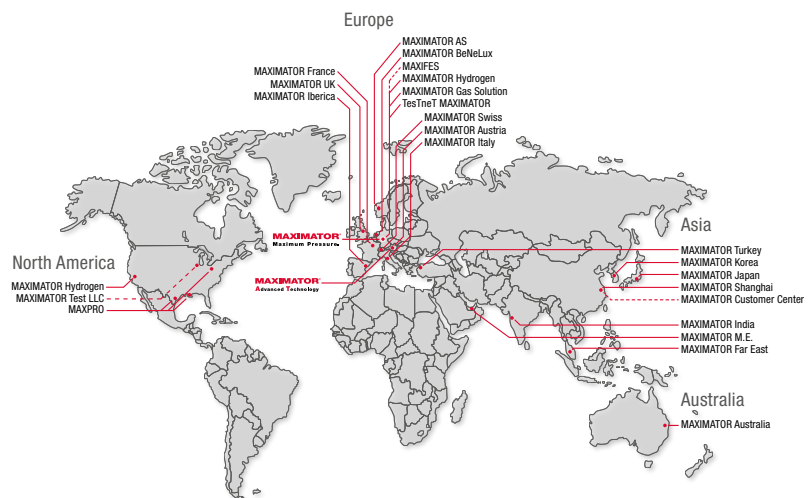 Europe
MAXIMATOR AS
MAXIMATOR BeNeLux
MAXIFES
MAXIMATOR Hydrogen
MAXIMATOR Gas Solution
TesTneT MAXIMATOR
MAXIMATOR Swiss
MAXIMATOR Austria
MAXIMATOR Italy
MAXIMATOR France
MAXIMATOR UK
MAXIMATOR Iberica
MAXIMATOR®
Maximum Pressure.
MAXIMATOR®
Advanced Technology
North America
MAXIMATOR Hydrogen
MAXIMATOR Test LLC
MAXPRO
Asia
MAXIMATOR Turkey
MAXIMATOR Korea
MAXIMATOR Japan
MAXIMATOR Shanghai
MAXIMATOR Customer Center
MAXIMATOR India
MAXIMATOR M.E.
MAXIMATOR Far East
Australia
MAXIMATOR Australia